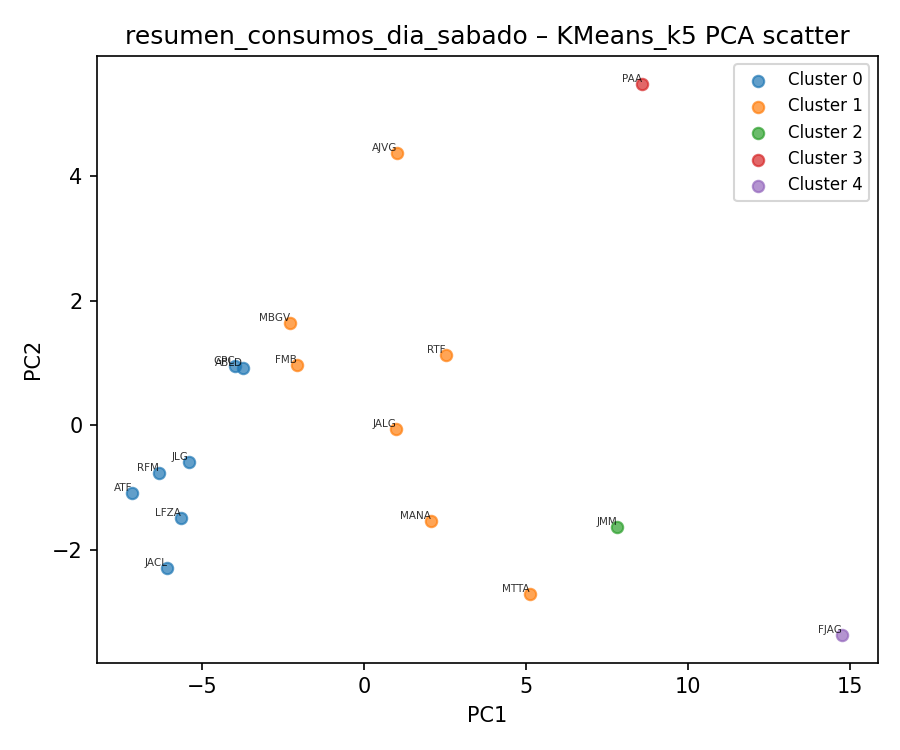 resumen_consumos_dia_sabado – KMeans_k5 PCA scatter
PAA
Cluster 0
Cluster 1
Cluster 2
Cluster 3
Cluster 4
AJVG
4
MBGV
2
RTF
FMB
ABLD
JALG
0
JLG
RFM
ATF
LFZA
MANA
JMM
−2
JACL
MTTA
FJAG
−5
0
5
10
15
PC1
PC2